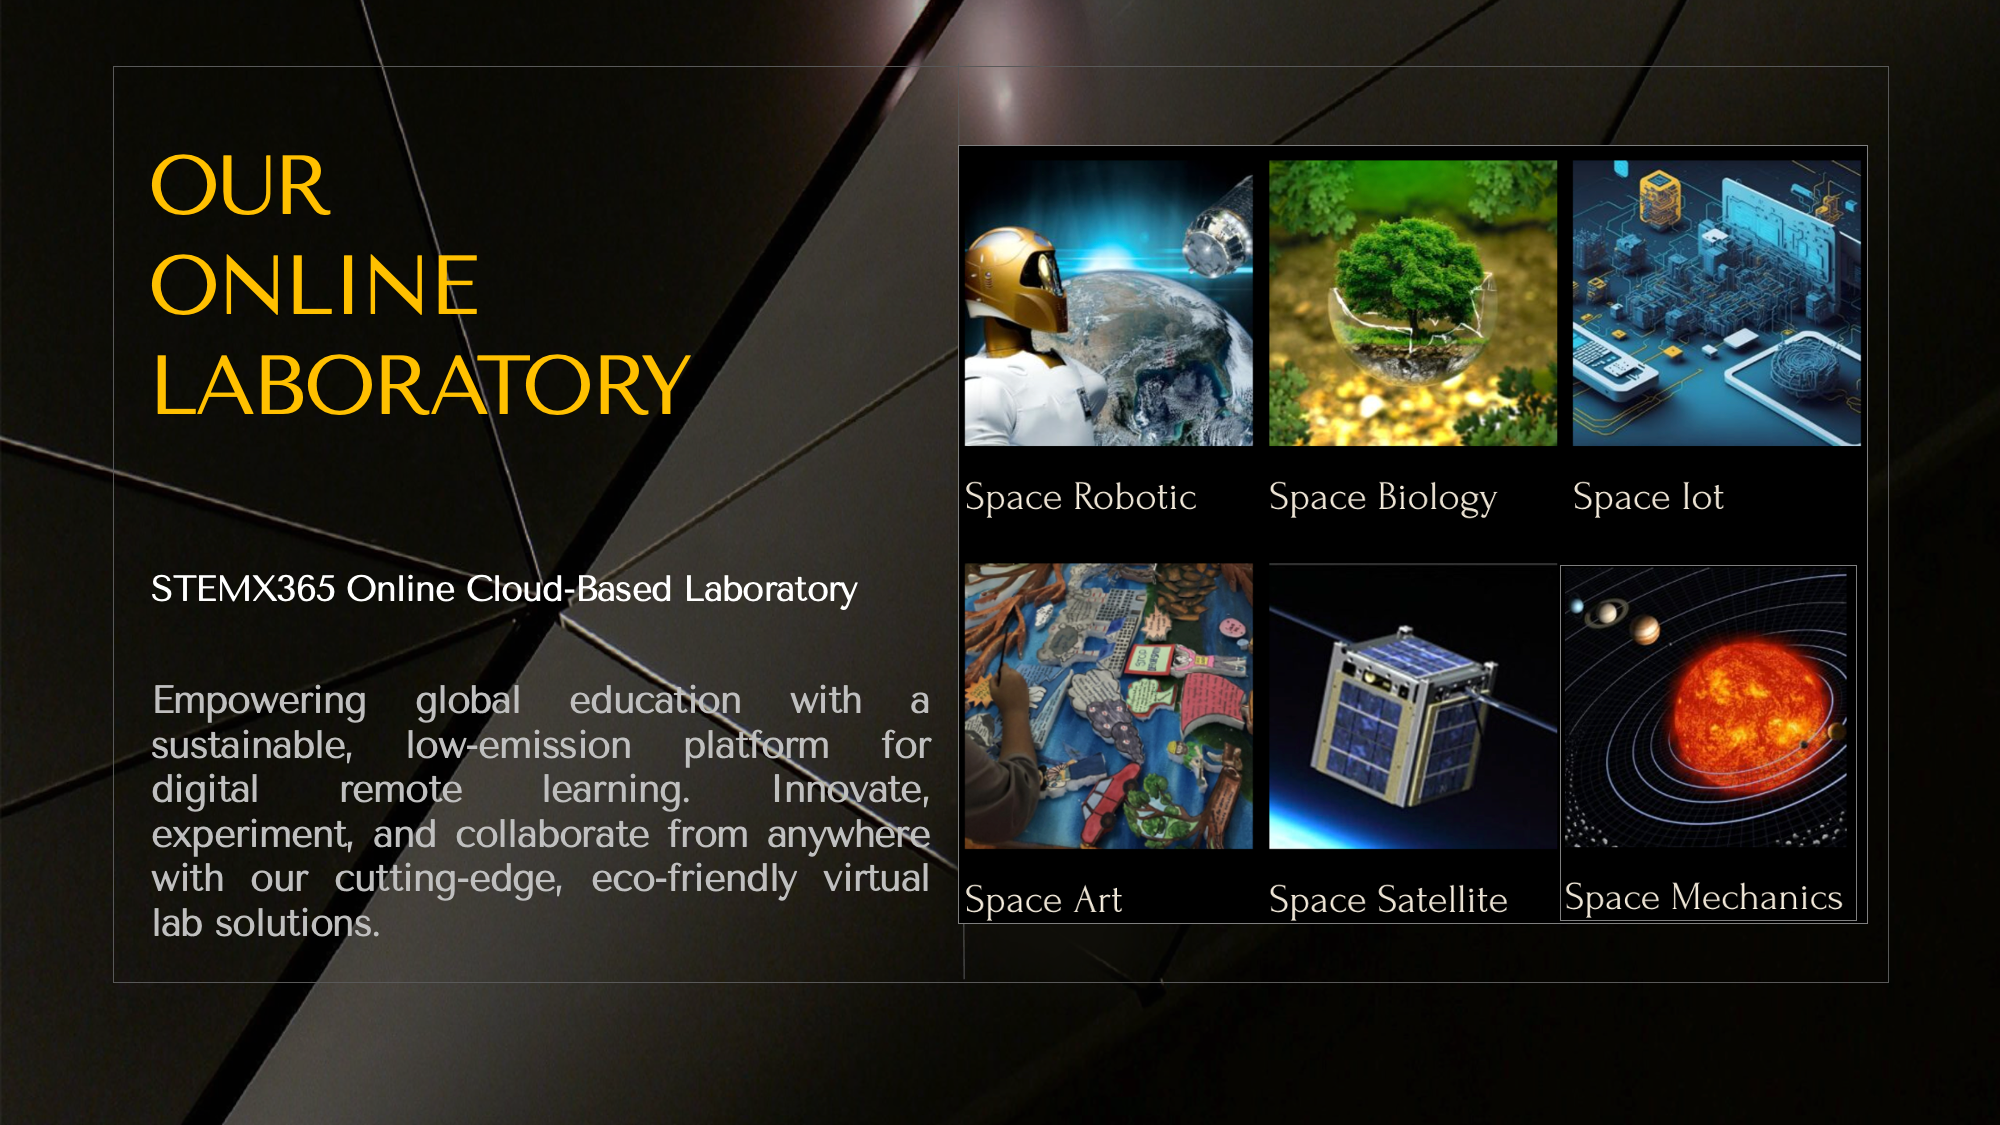 OUR
ONLINE
LABORATORY
STEMX365 Online Cloud-Based Laboratory
Empowering global education with a
sustainable, low-emission platform for
digital remote learning. Innovate,
experiment, and collaborate from anywhere
with our cutting-edge, eco-friendly virtual
lab solutions.
Space Robotic
Space Biology
Space Iot
Space Art
Space Satellite
Space Mechanics